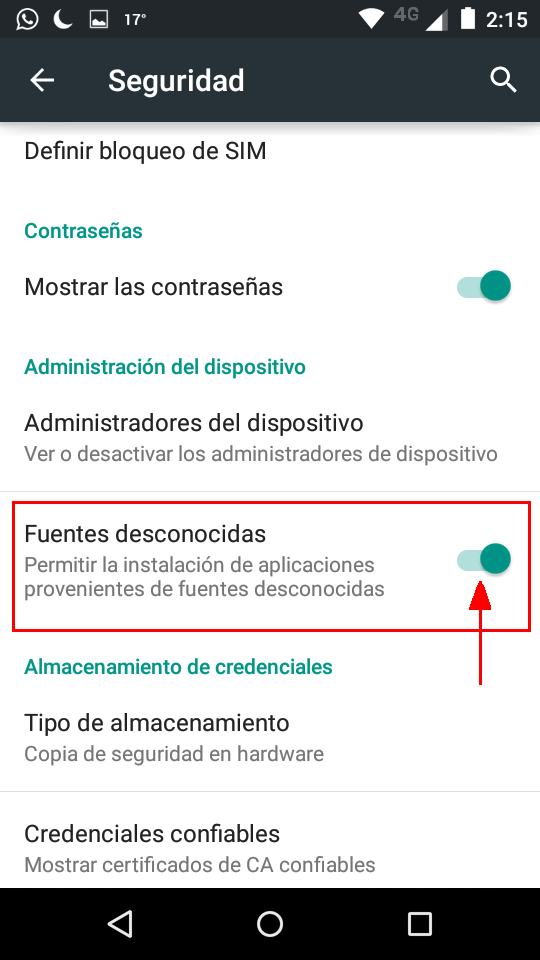 17°
4G
2:15
Seguridad
Definir bloqueo de SIM
Contraseñas
Mostrar las contraseñas
Administración del dispositivo
Administradores del dispositivo
Ver o desactivar los administradores de dispositivo
Fuentes desconocidas
Permitir la instalación de aplicaciones
provenientes de fuentes desconocidas
Almacenamiento de credenciales
Tipo de almacenamiento
Copia de seguridad en hardware
Credenciales confiables
Mostrar certificados de CA confiables